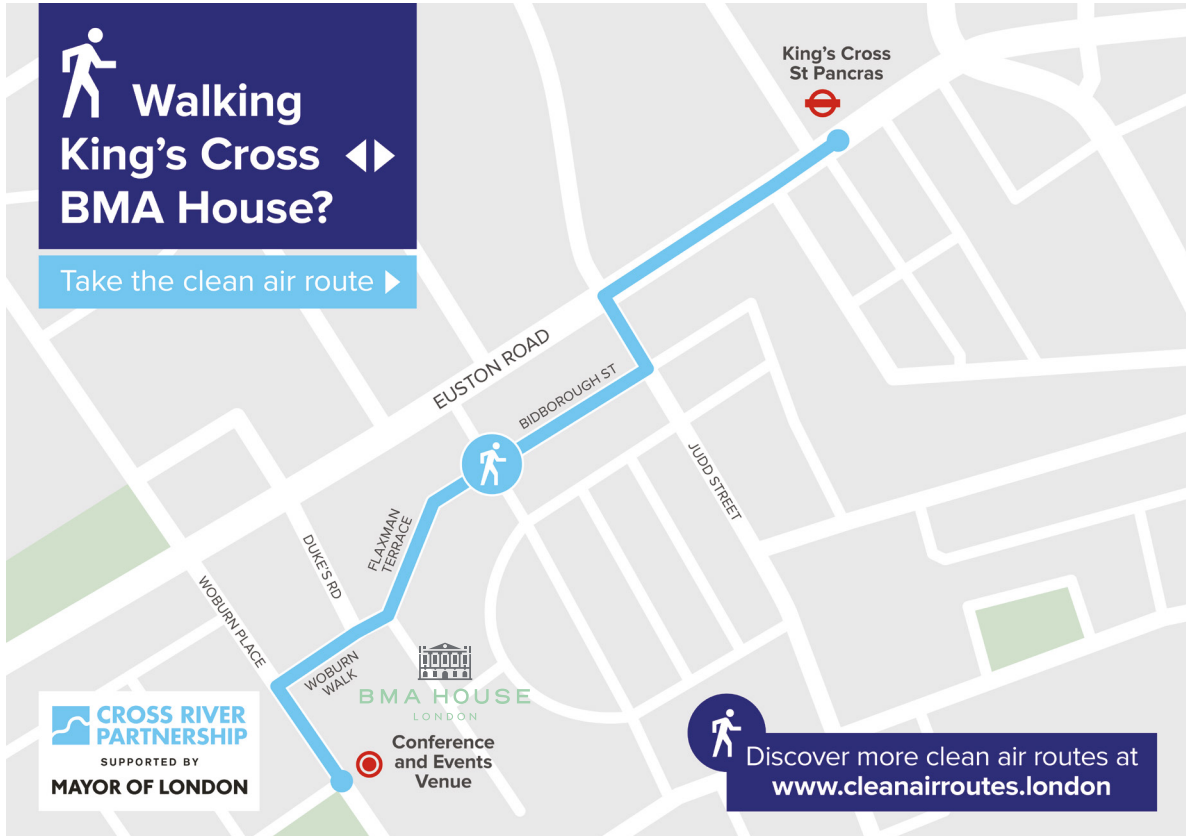 Walking
King's Cross
BMA House?
Take the clean air route
King's Cross
St Pancras
EUSTON ROAD
BIDBOROUGH ST
JUDD STREET
FLAXMAN
TERRACE
DUKE'S RD
WOBURN PLACE
WOBURN
WALK
BMA HOUSE
LONDON
Conference
and Events
Venue
CROSS RIVER
PARTNERSHIP
SUPPORTED BY
MAYOR OF LONDON
Discover more clean air routes at
www.cleanairroutes.london